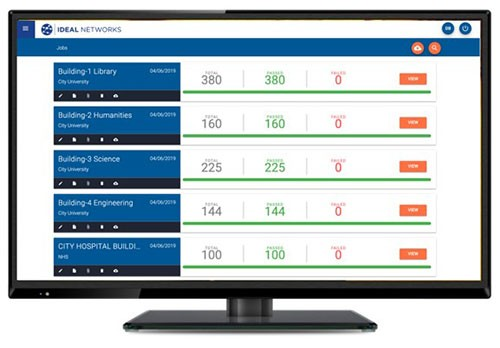 IDEAL NETWORKS
Jobs
Building-1 Library 04/06/2019
City University
TOTAL PASSED FAILED
380 380 0
VIEW
Building-2 Humanities 04/06/2019
City University
TOTAL PASSED FAILED
160 160 0
VIEW
Building-3 Science 04/06/2019
City University
TOTAL PASSED FAILED
225 225 0
VIEW
Building-4 Engineering 04/06/2019
City University
TOTAL PASSED FAILED
144 144 0
VIEW
CITY HOSPITAL BUILDI... 04/06/2019
NHS
TOTAL PASSED FAILED
100 100 0
VIEW